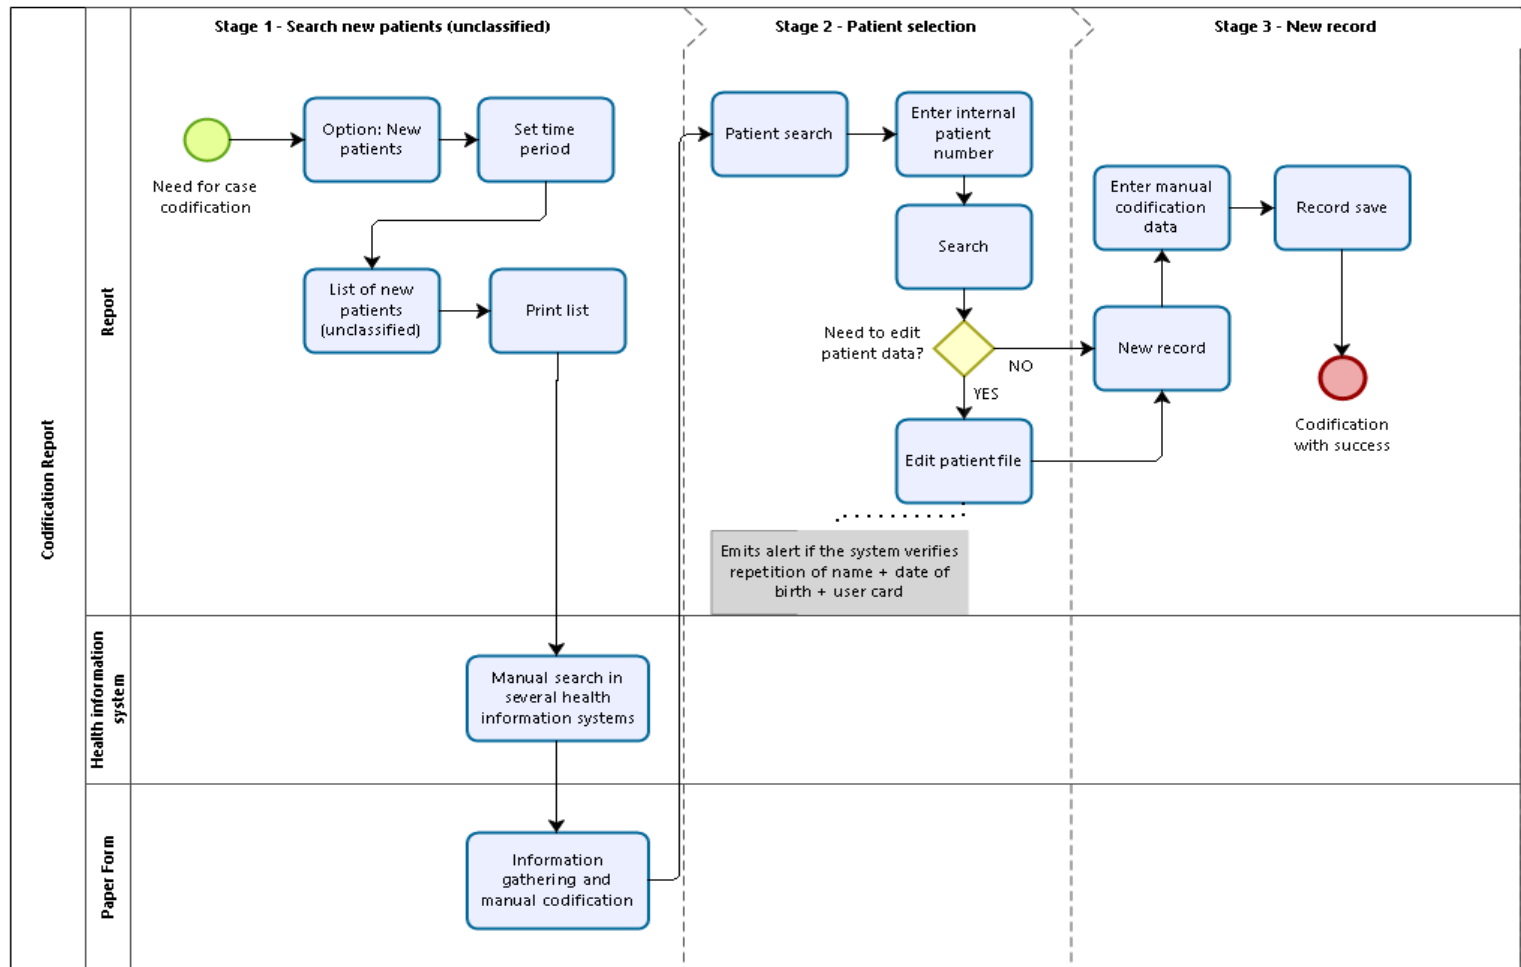 Stage 1 - Search new patients (unclassified)
Stage 2 - Patient selection
Stage 3 - New record
Codification Report
Report
Need for case
codification
Option: New
patients
Set time
period
List of new
patients
(unclassified)
Print list
Patient search
Enter internal
patient
number
Search
Need to edit
patient data?
NO
YES
Edit patient file
Emits alert if the system verifies
repetition of name + date of
birth + user card
Enter manual
codification
data
Record save
New record
Codification
with success
Health information
system
Manual search in
several health
information systems
Paper Form
Information
gathering and
manual codification